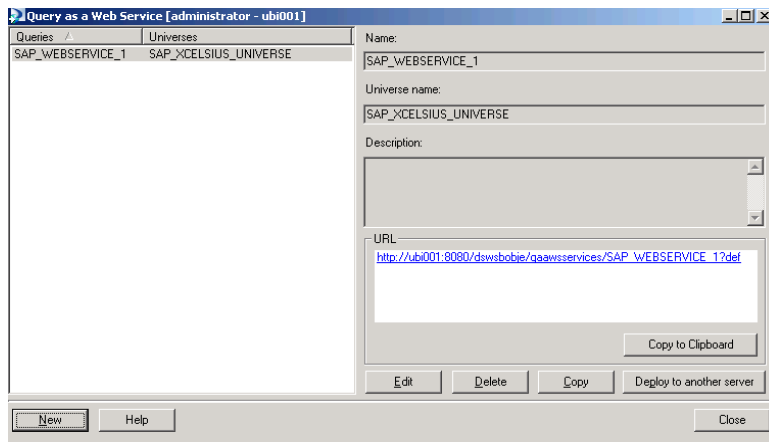 Query as a Web Service [administrator - ubi001]
Queries Universes
SAP_WEBSERVICE_1 SAP_XCELSIUS_UNIVERSE
Name:
SAP_WEBSERVICE_1
Universe name:
SAP_XCELSIUS_UNIVERSE
Description:
URL
http://ubi001:8080/dswsbobje/qaawsservices/SAP_WEBSERVICE_1?def
Copy to Clipboard
Edit Delete Copy Deploy to another server
New Help Close